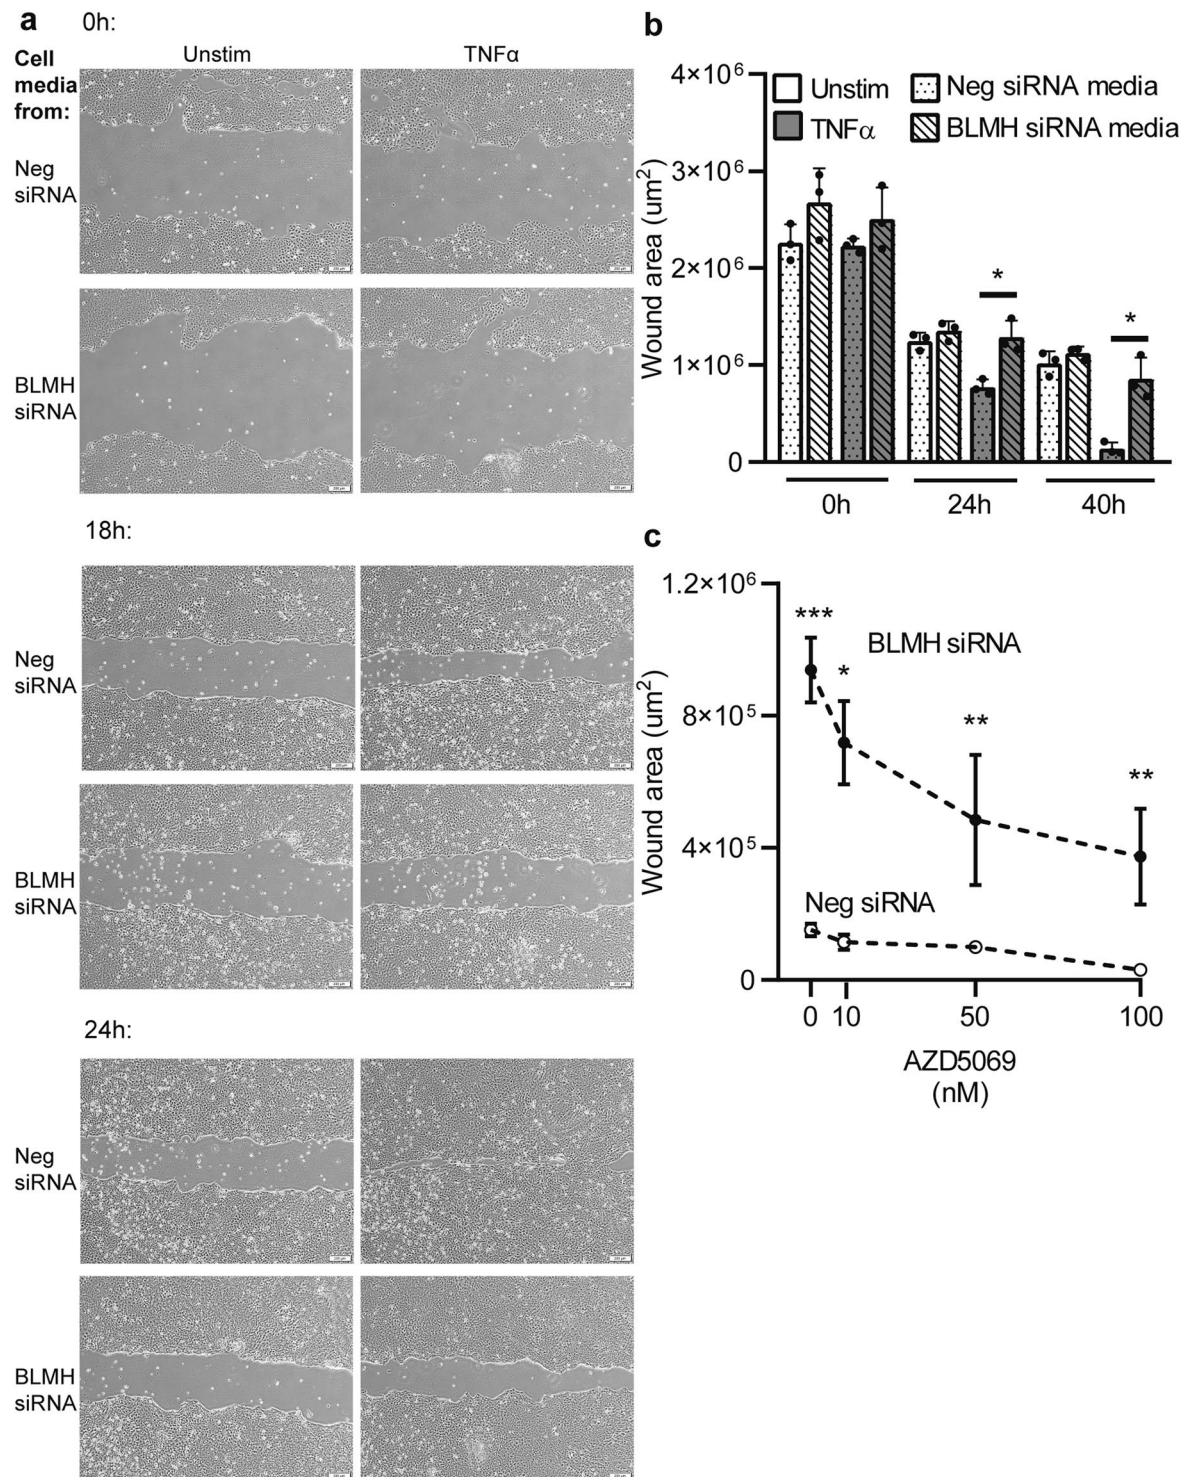 a
0h:
Cell
media
from:
Unstim
TNFα
Neg
siRNA
BLMH
siRNA
18h:
Neg
siRNA
BLMH
siRNA
24h:
Neg
siRNA
BLMH
siRNA
b
Unstim
Neg siRNA media
TNFα
BLMH siRNA media
Wound area (um²)
4×10⁶
3×10⁶
2×10⁶
1×10⁶
0
*
*
0h
24h
40h
c
Wound area (um²)
1.2×10⁶
8×10⁵
4×10⁵
0
***
*
**
**
BLMH siRNA
Neg siRNA
0
10
50
100
AZD5069
(nM)